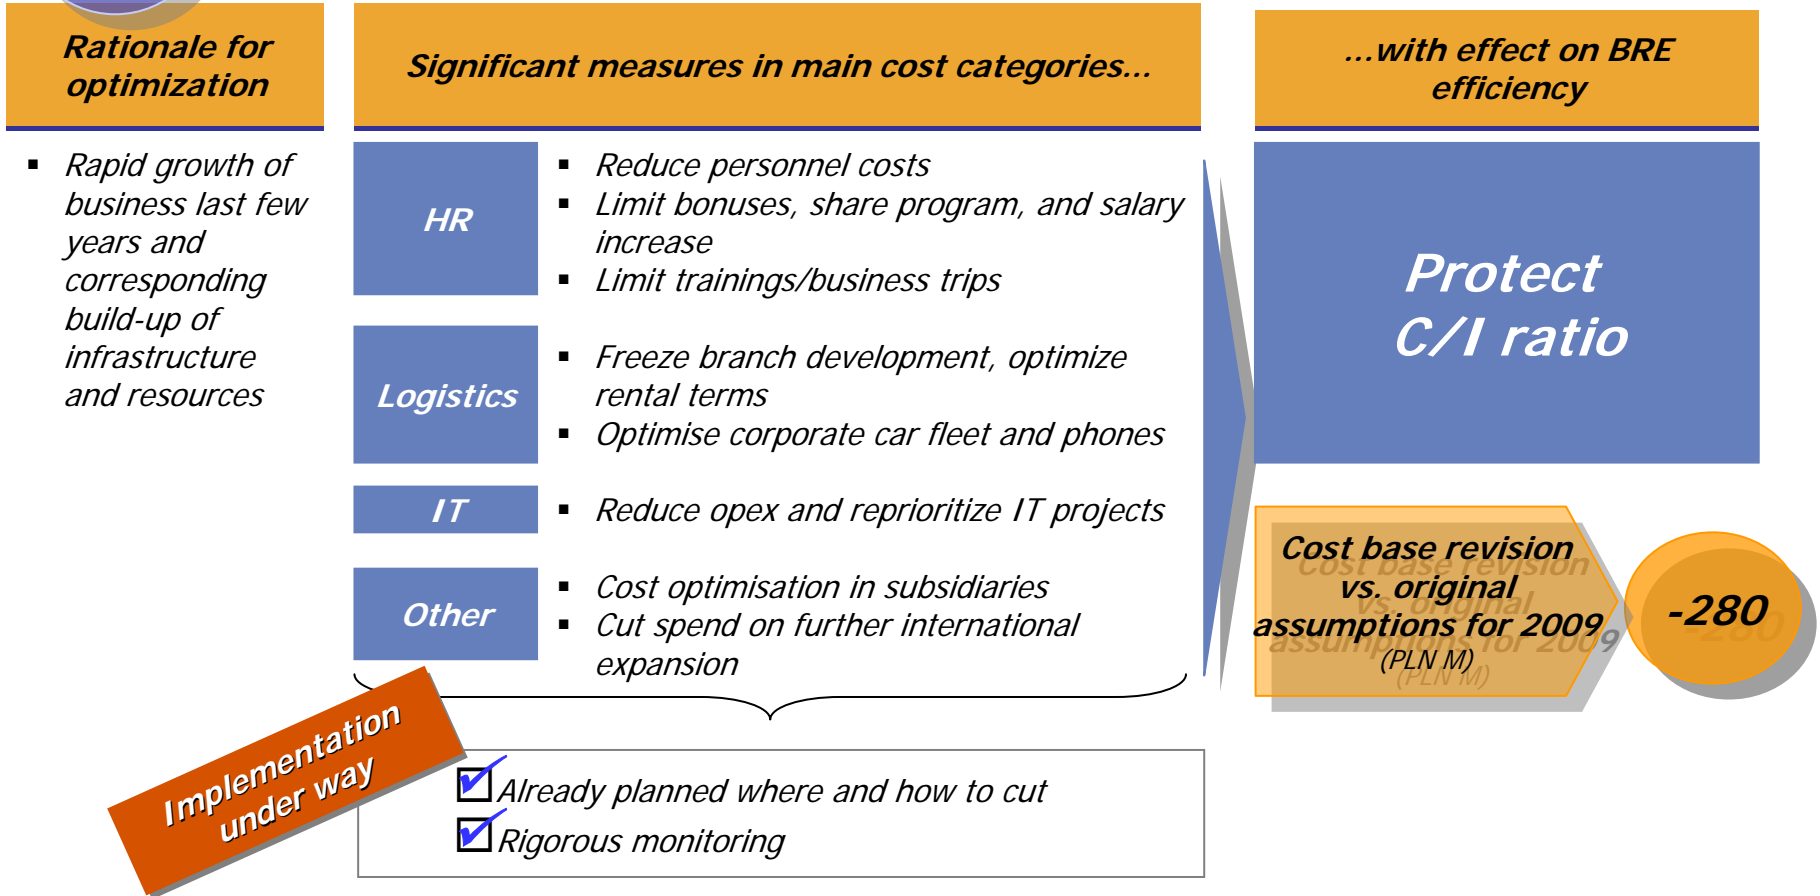 Rationale for
optimization
Significant measures in main cost categories...
...with effect on BRE
efficiency
▪ Rapid growth of
business last few
years and
corresponding
build-up of
infrastructure
and resources
HR
▪ Reduce personnel costs
▪ Limit bonuses, share program, and salary
increase
▪ Limit trainings/business trips
Logistics
▪ Freeze branch development, optimize
rental terms
▪ Optimise corporate car fleet and phones
IT
▪ Reduce opex and reprioritize IT projects
Other
▪ Cost optimisation in subsidiaries
▪ Cut spend on further international
expansion
Protect
C/I ratio
Cost base revision
vs. original
assumptions for 2009
(PLN M)
-280
Implementation
under way
Already planned where and how to cut
Rigorous monitoring